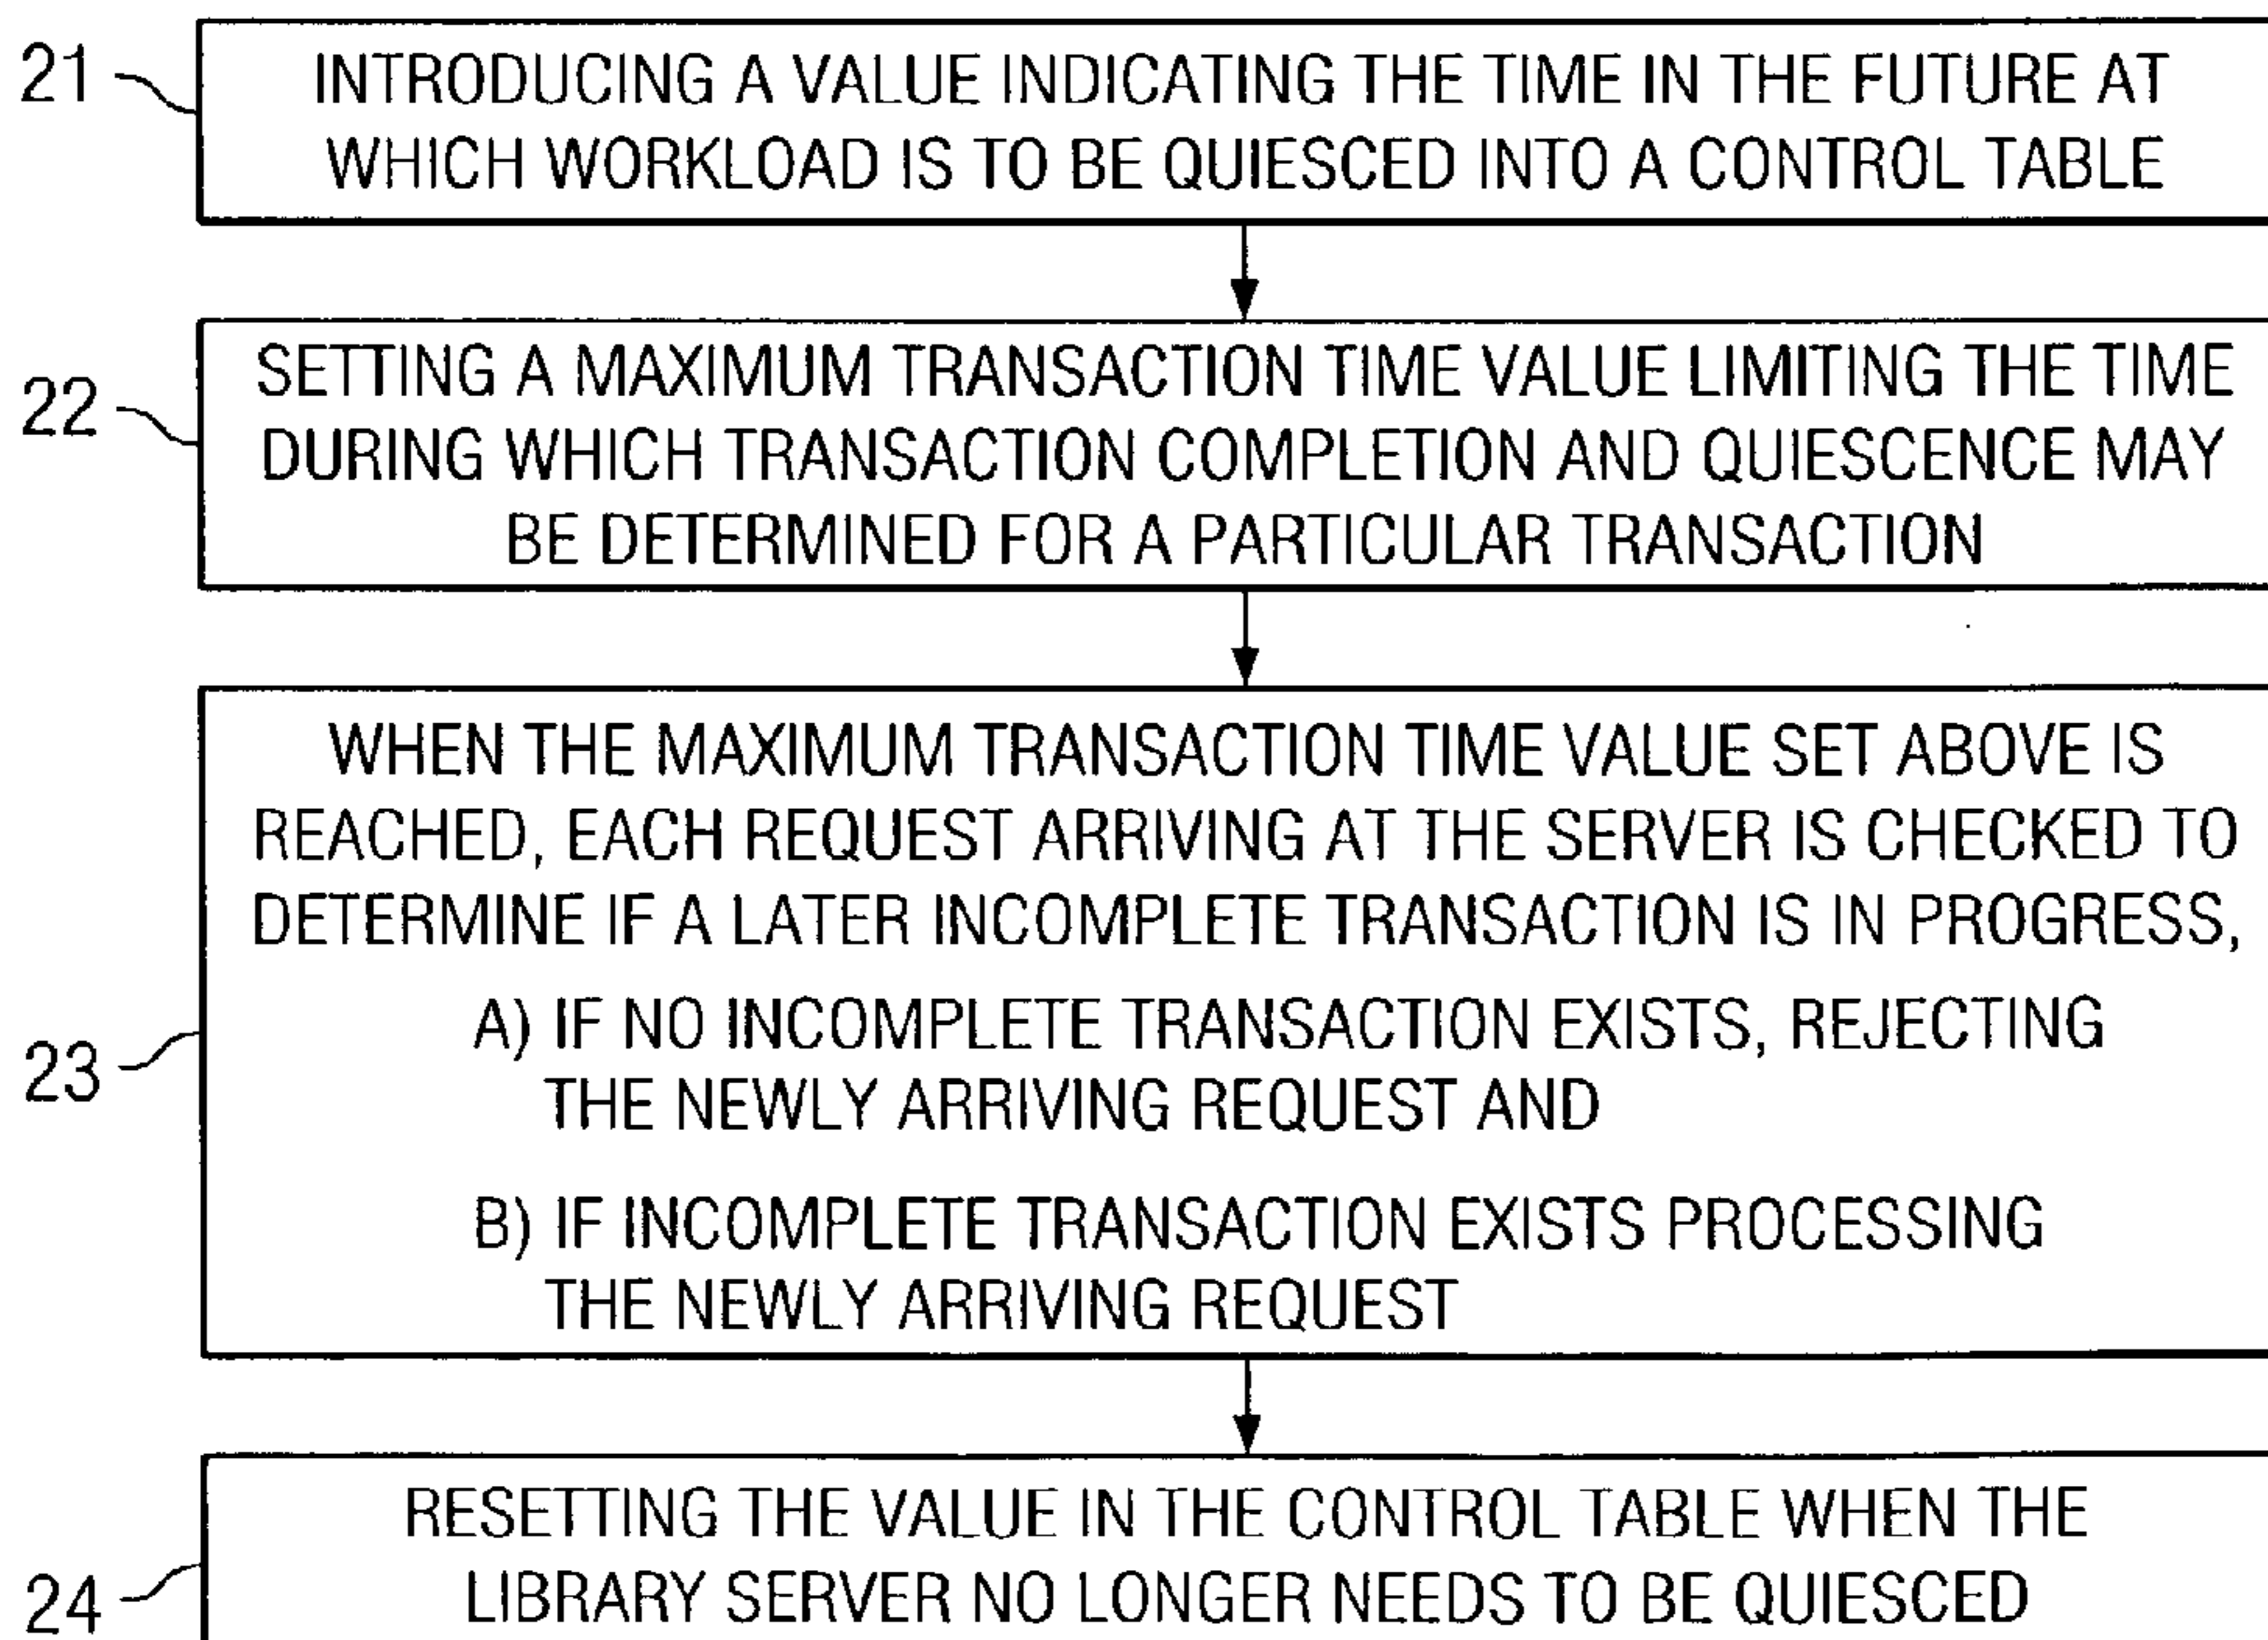 21
INTRODUCING A VALUE INDICATING THE TIME IN THE FUTURE AT
WHICH WORKLOAD IS TO BE QUIESCED INTO A CONTROL TABLE
22
SETTING A MAXIMUM TRANSACTION TIME VALUE LIMITING THE TIME
DURING WHICH TRANSACTION COMPLETION AND QUIESCENCE MAY
BE DETERMINED FOR A PARTICULAR TRANSACTION
23
WHEN THE MAXIMUM TRANSACTION TIME VALUE SET ABOVE IS
REACHED, EACH REQUEST ARRIVING AT THE SERVER IS CHECKED TO
DETERMINE IF A LATER INCOMPLETE TRANSACTION IS IN PROGRESS,
A) IF NO INCOMPLETE TRANSACTION EXISTS, REJECTING
THE NEWLY ARRIVING REQUEST AND
B) IF INCOMPLETE TRANSACTION EXISTS PROCESSING
THE NEWLY ARRIVING REQUEST
24
RESETTING THE VALUE IN THE CONTROL TABLE WHEN THE
LIBRARY SERVER NO LONGER NEEDS TO BE QUIESCED